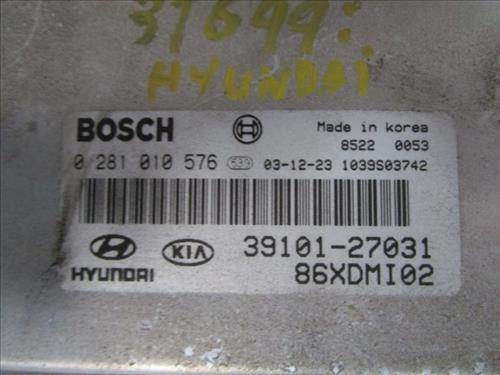 37699:
HYUNDAI
BOSCH
Made in korea
8522 0053
0 281 010 576 03-12-23 1039S03742
39101-27031
HYUNDAI KIA
86XDMI02